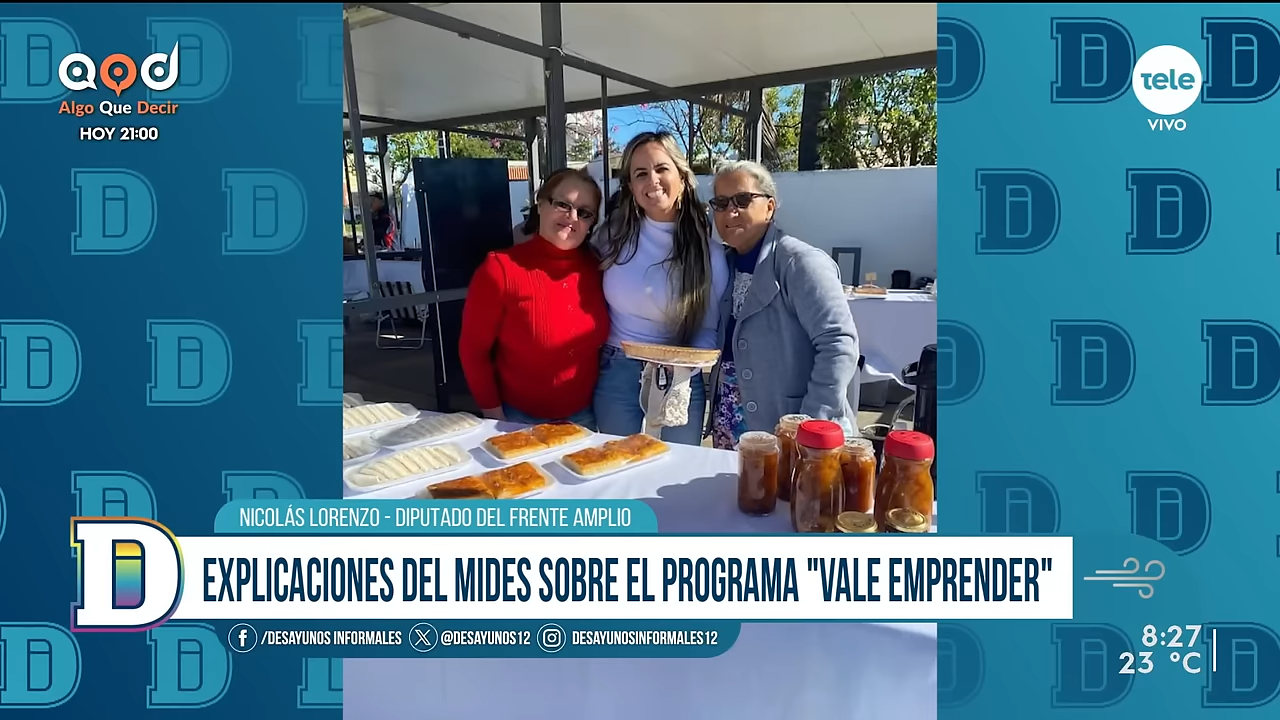 aqd
Algo Que Decir
HOY 21:00
tele
VIVO
NICOLÁS LORENZO - DIPUTADO DEL FRENTE AMPLIO
D
EXPLICACIONES DEL MIDES SOBRE EL PROGRAMA "VALE EMPRENDER"
/DESAYUNOS INFORMALES @DESAYUNOS12 DESAYUNOSINFORMALES12
8:27
23 °C